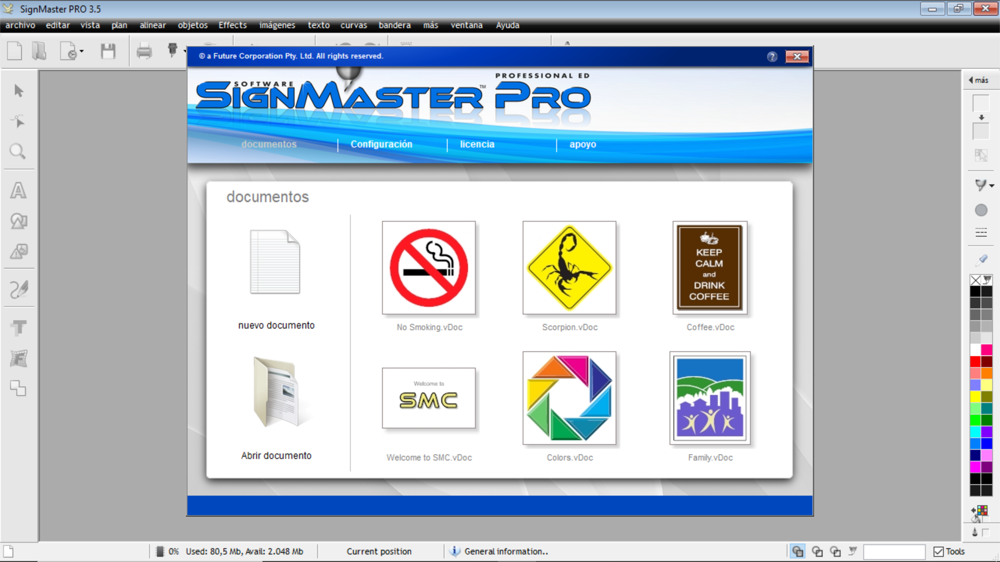 SignMaster PRO 3.5
archivo editar vista plan alinear objetos Effects imágenes texto curvas bandera más ventana Ayuda
© a Future Corporation Pty. Ltd. All rights reserved.
?
SOFTWARE PROFESSIONAL ED
SIGNMASTER™ PRO
documentos Configuración licencia apoyo
más
documentos
KEEP
CALM
and
DRINK
COFFEE
nuevo documento
No Smoking.vDoc Scorpion.vDoc Coffee.vDoc
Welcome to
SMC
Abrir documento
Welcome to SMC.vDoc Colors.vDoc Family.vDoc
0% Used: 80,5 Mb, Avail: 2.048 Mb Current position General information.. Tools